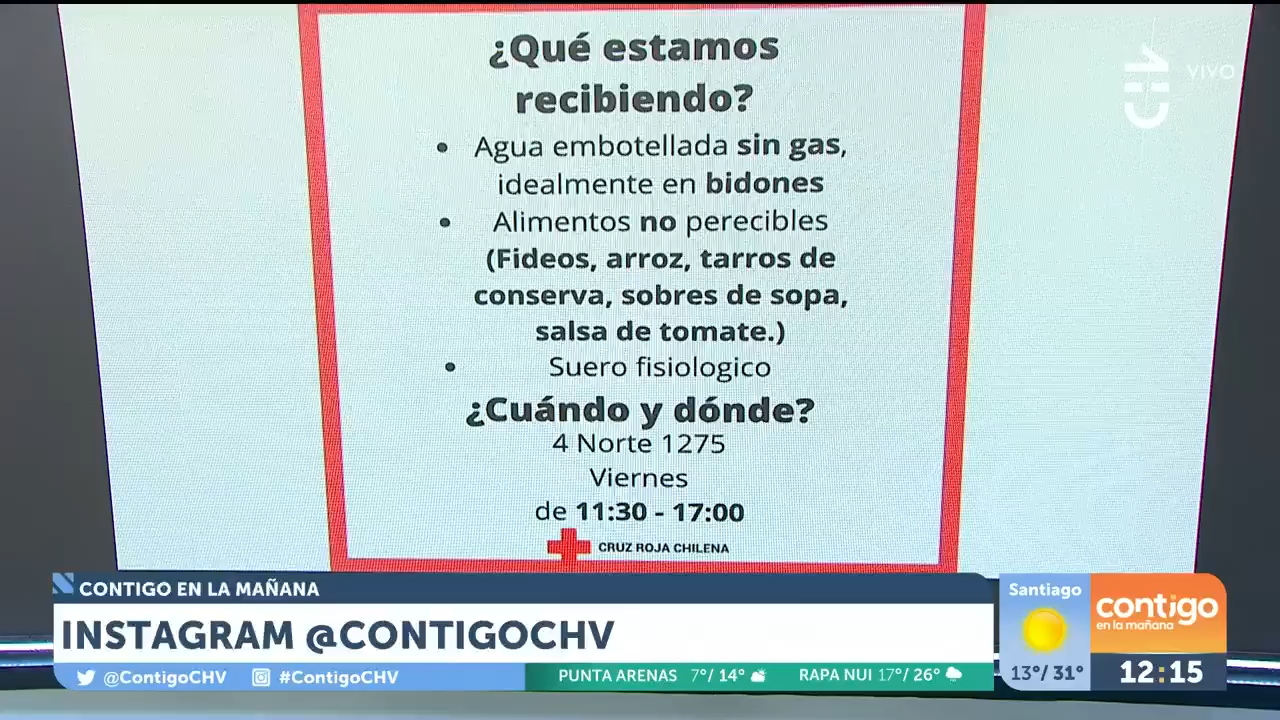 ¿Qué estamos
recibiendo?
• Agua embotellada sin gas,
idealmente en bidones
• Alimentos no perecibles
(Fideos, arroz, tarros de
conserva, sobres de sopa,
salsa de tomate.)
• Suero fisiologico
¿Cuándo y dónde?
4 Norte 1275
Viernes
de 11:30 - 17:00
CRUZ ROJA CHILENA
CHV VIVO
CONTIGO EN LA MAÑANA
INSTAGRAM @CONTIGOCHV
@ContigoCHV #ContigoCHV
PUNTA ARENAS 7°/ 14° RAPA NUI 17°/ 26°
Santiago
13°/ 31°
contigo
en la mañana
12:15